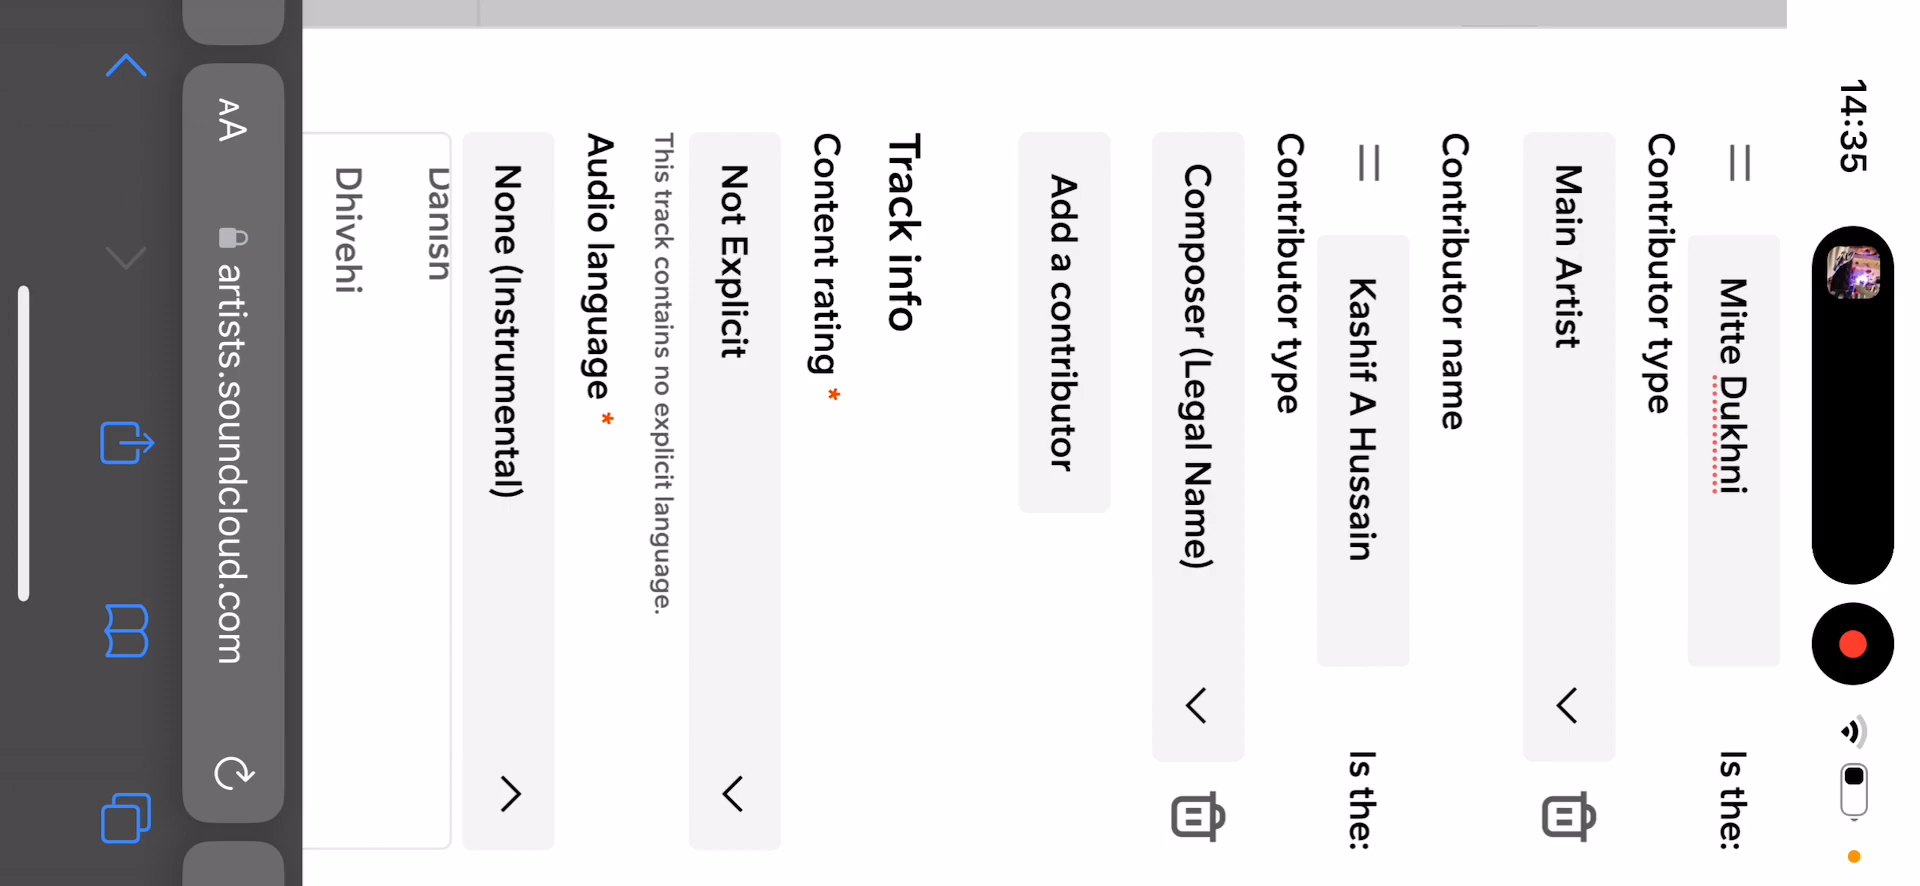 14:35
Mitte Dukhni
Is the:
Contributor type
Main Artist
Contributor name
Kashif A Hussain
Is the:
Contributor type
Composer (Legal Name)
Add a contributor
Track info
Content rating *
Not Explicit
This track contains no explicit language.
Audio language *
None (Instrumental)
Danish
Dhivehi
AA
artists.soundcloud.com